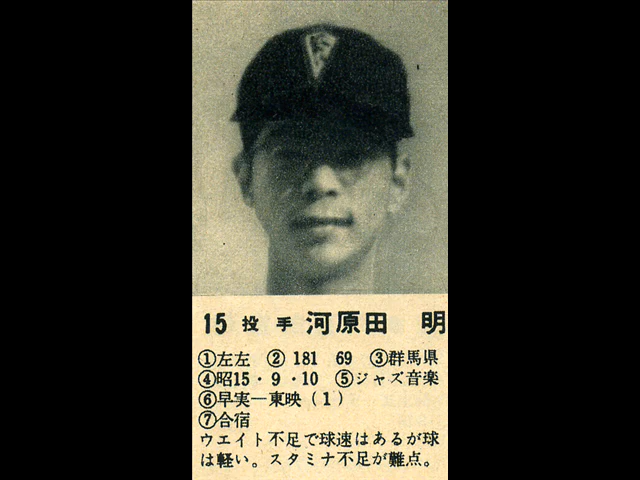 15 投手 河原田 明
①左左 ② 181 69 ③群馬県
④昭15・9・10 ⑤ジャズ音楽
⑥早実―東映(1)
⑦合宿
ウエイト不足で球速はあるが球
は軽い。スタミナ不足が難点。